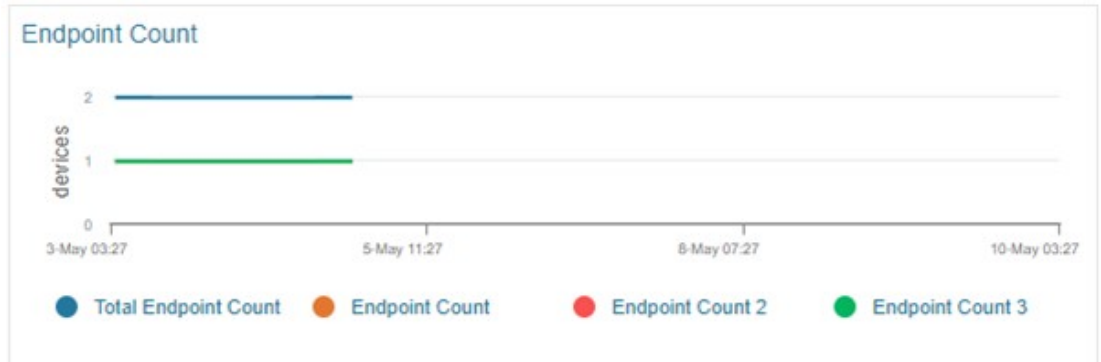 Endpoint Count
2
devices
1
0
3-May 03:27 5-May 11:27 8-May 07:27 10-May 03:27
Total Endpoint Count Endpoint Count Endpoint Count 2 Endpoint Count 3